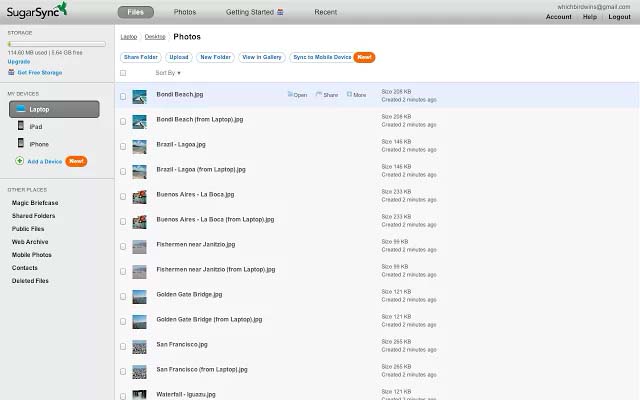 SugarSync
Files
Photos
Getting Started
Recent
whichbirdwins@gmail.com
Account | Help | Logout
STORAGE
114.60 MB used | 5.64 GB free
Upgrade
Get Free Storage
MY DEVICES
Laptop
iPad
iPhone
Add a Device New!
OTHER PLACES
Magic Briefcase
Shared Folders
Public Files
Web Archive
Mobile Photos
Contacts
Deleted Files
Laptop Desktop Photos
Share Folder Upload New Folder View in Gallery Sync to Mobile Device New!
Sort By ▼
Bondi Beach.jpg Open Share More Size 208 KB
Created 2 minutes ago
Bondi Beach (from Laptop).jpg Size 208 KB
Created 2 minutes ago
Brazil - Lagoa.jpg Size 146 KB
Created 2 minutes ago
Brazil - Lagoa (from Laptop).jpg Size 146 KB
Created 2 minutes ago
Buenos Aires - La Boca.jpg Size 233 KB
Created 2 minutes ago
Buenos Aires - La Boca (from Laptop).jpg Size 233 KB
Created 2 minutes ago
Fishermen near Janitzio.jpg Size 99 KB
Created 2 minutes ago
Fishermen near Janitzio (from Laptop).jpg Size 99 KB
Created 2 minutes ago
Golden Gate Bridge.jpg Size 121 KB
Created 2 minutes ago
Golden Gate Bridge (from Laptop).jpg Size 121 KB
Created 2 minutes ago
San Francisco.jpg Size 265 KB
Created 2 minutes ago
San Francisco (from Laptop).jpg Size 265 KB
Created 2 minutes ago
Waterfall - Iguazu.jpg Size 171 KB